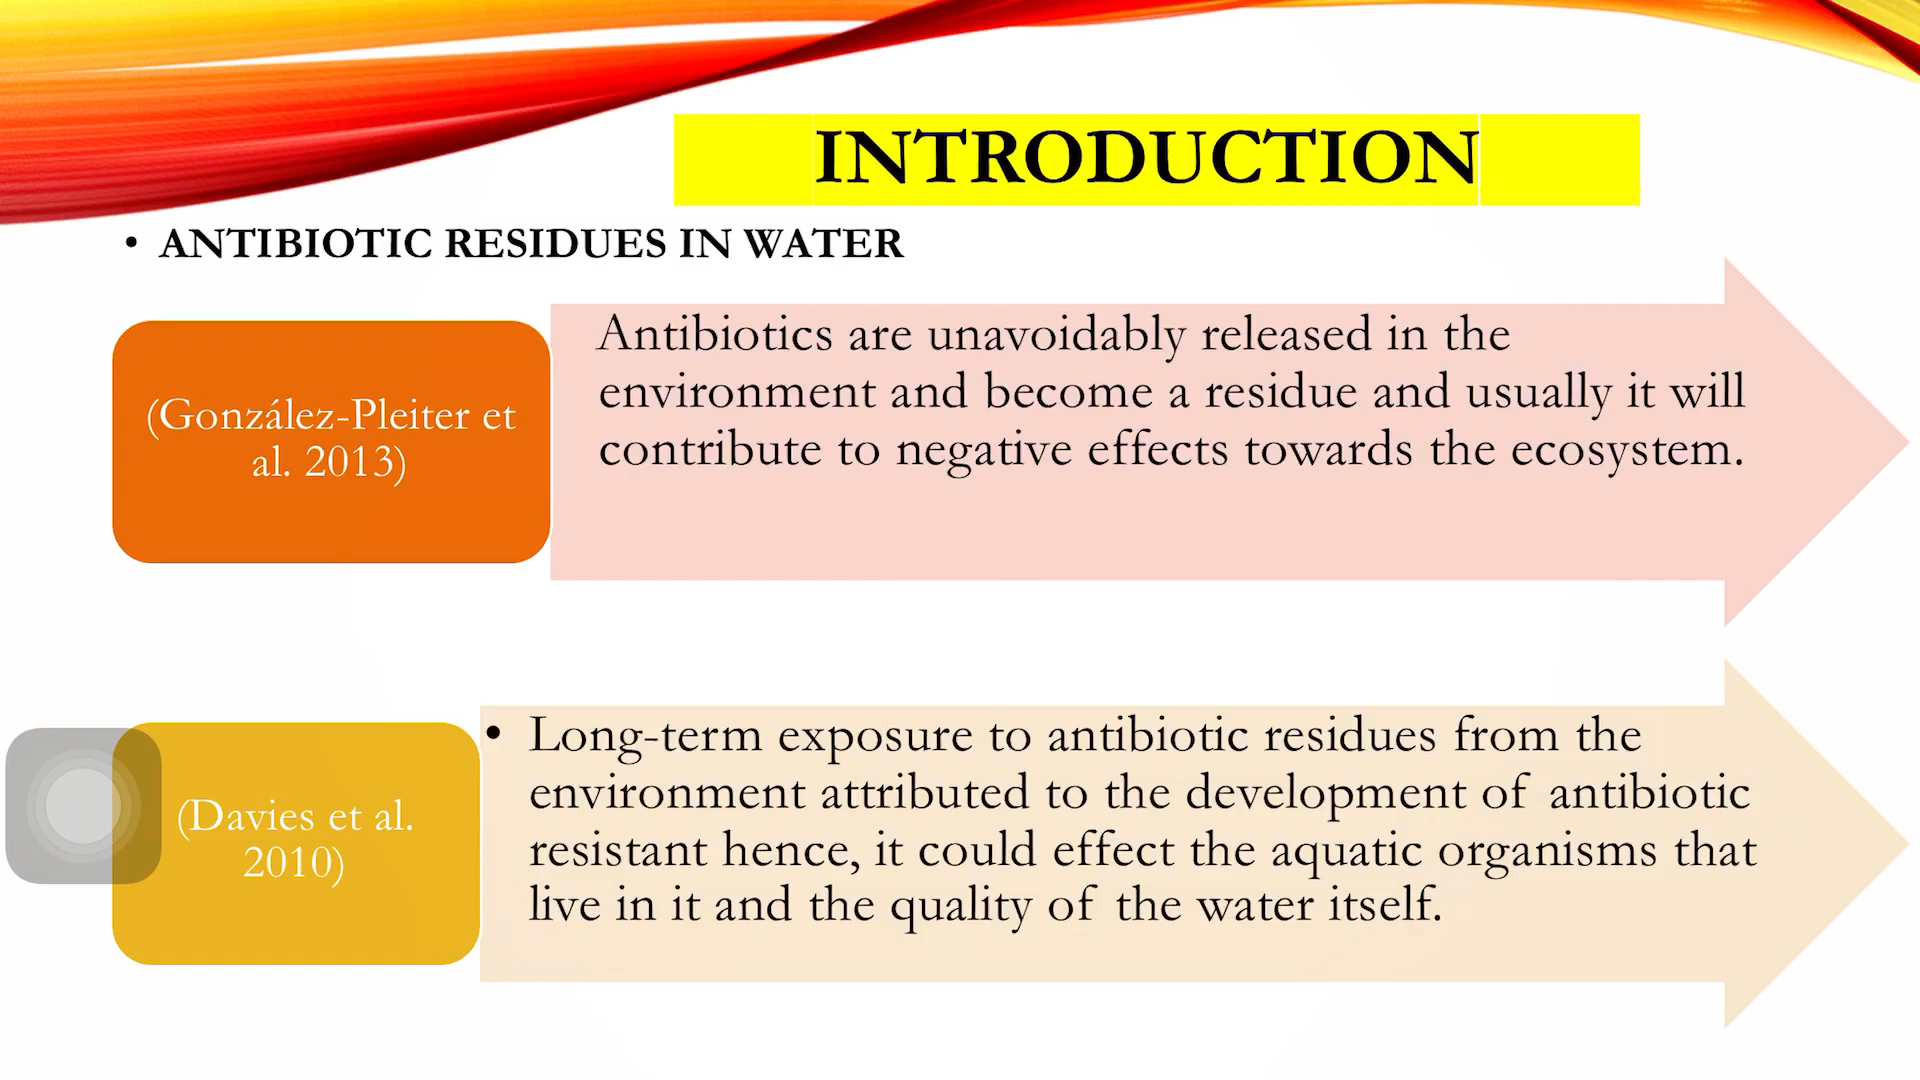 INTRODUCTION
• ANTIBIOTIC RESIDUES IN WATER
(González-Pleiter et
al. 2013)
Antibiotics are unavoidably released in the
environment and become a residue and usually it will
contribute to negative effects towards the ecosystem.
(Davies et al.
2010)
• Long-term exposure to antibiotic residues from the
environment attributed to the development of antibiotic
resistant hence, it could effect the aquatic organisms that
live in it and the quality of the water itself.